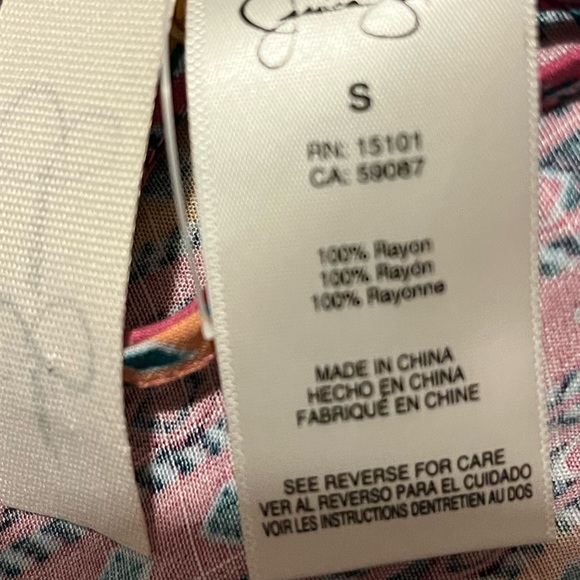 S
RN: 15101
CA: 59087
100% Rayon
100% Rayón
100% Rayonne
MADE IN CHINA
HECHO EN CHINA
FABRIQUÉ EN CHINE
SEE REVERSE FOR CARE
VER AL REVERSO PARA EL CUIDADO
VOIR LES INSTRUCTIONS DENTRETIEN AU DOS